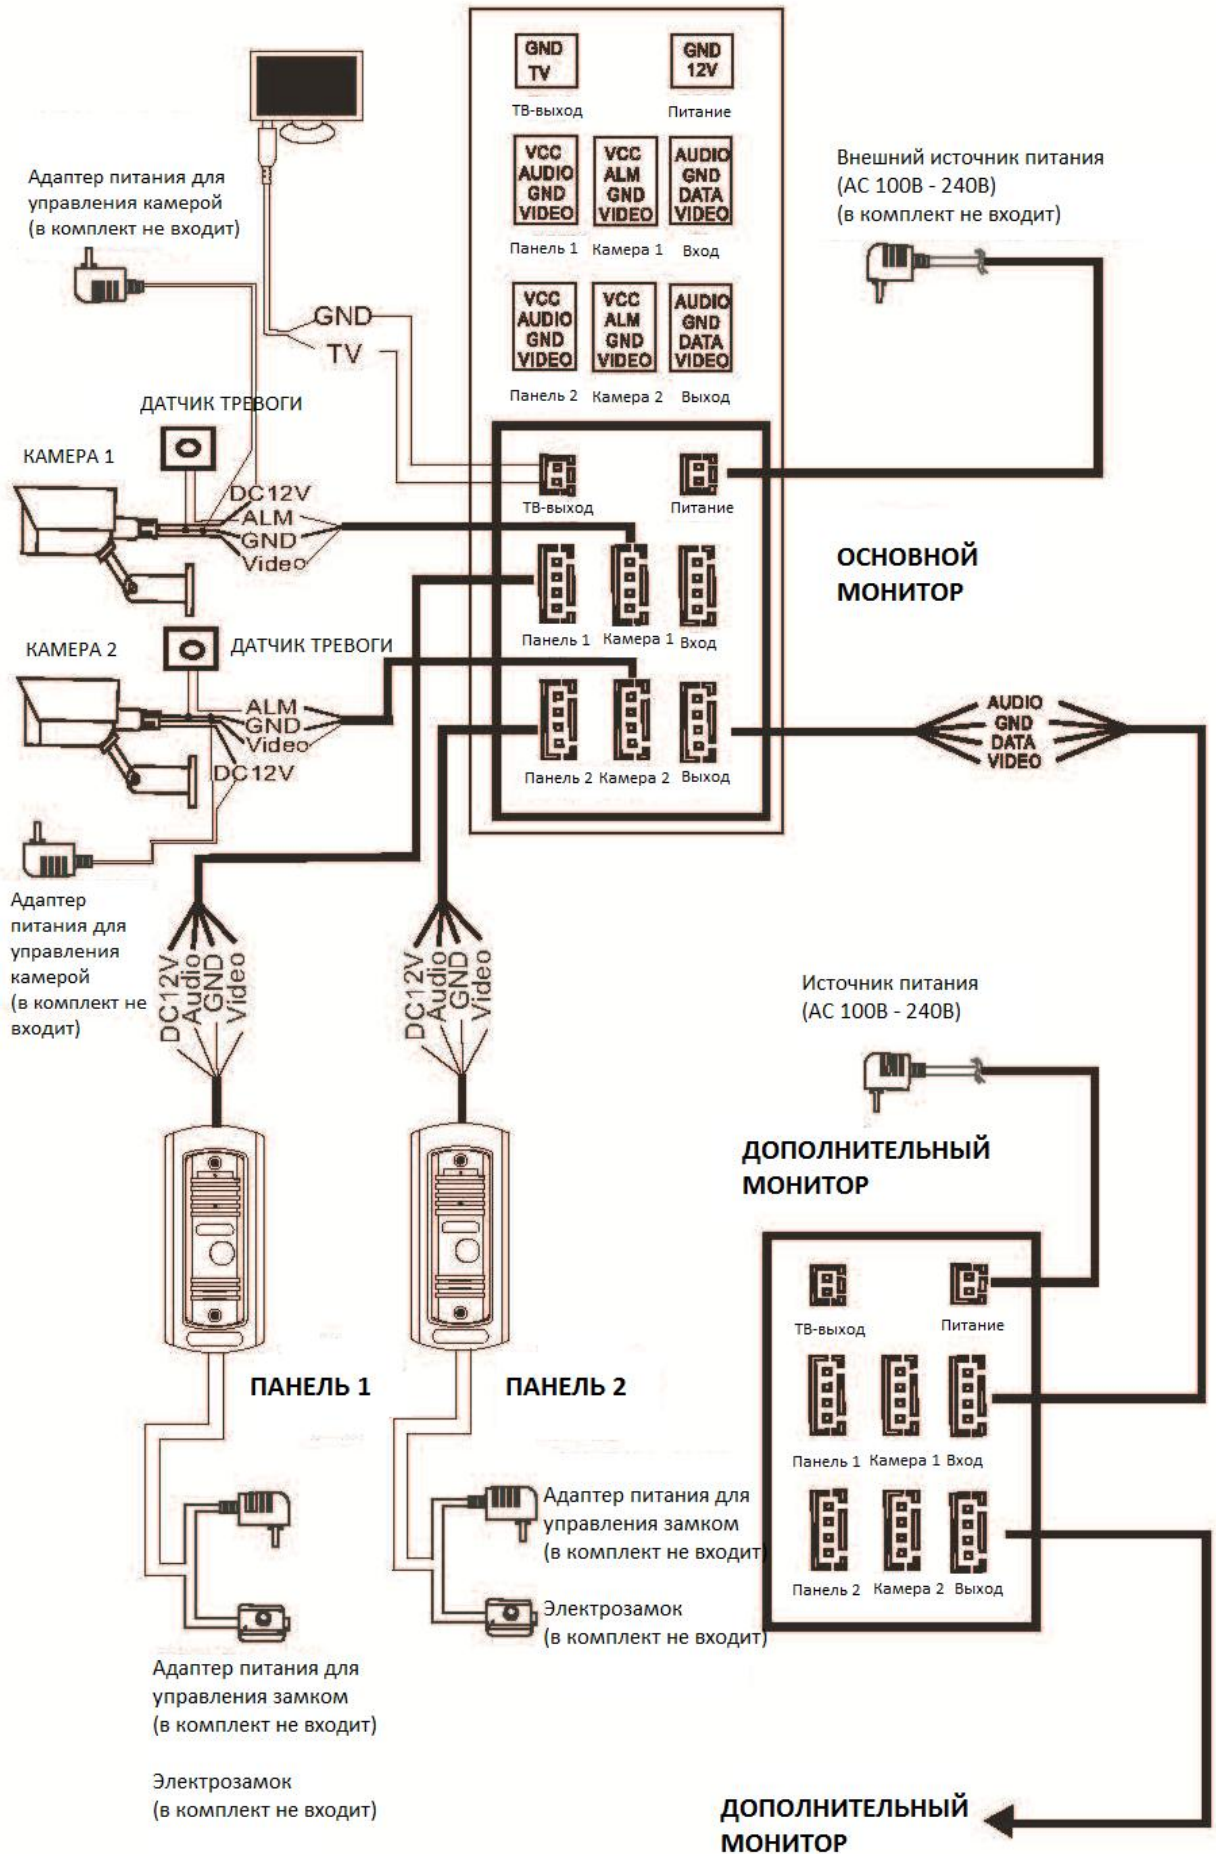 GND
TV
GND
12V
ТВ-выход
Питание
VCC
AUDIO
GND
VIDEO
VCC
ALM
GND
VIDEO
AUDIO
GND
DATA
VIDEO
Панель 1
Камера 1
Вход
VCC
AUDIO
GND
VIDEO
VCC
ALM
GND
VIDEO
AUDIO
GND
DATA
VIDEO
Панель 2
Камера 2
Выход
Внешний источник питания
(AC 100В - 240В)
(в комплект не входит)
Адаптер питания для
управления камерой
(в комплект не входит)
GND
TV
ДАТЧИК ТРЕВОГИ
КАМЕРА 1
DC12V
ALM
GND
Video
ТВ-выход
Питание
Панель 1
Камера 1
Вход
Панель 2
Камера 2
Выход
ОСНОВНОЙ
МОНИТОР
КАМЕРА 2
ДАТЧИК ТРЕВОГИ
ALM
GND
Video
DC12V
AUDIO
GND
DATA
VIDEO
Адаптер
питания для
управления
камерой
(в комплект не
входит)
DC12V
Audio
GND
Video
DC12V
Audio
GND
Video
Источник питания
(AC 100В - 240В)
ДОПОЛНИТЕЛЬНЫЙ
МОНИТОР
ТВ-выход
Питание
Панель 1
Камера 1
Вход
Панель 2
Камера 2
Выход
ПАНЕЛЬ 1
ПАНЕЛЬ 2
Адаптер питания для
управления замком
(в комплект не входит)
Электрозамок
(в комплект не входит)
Адаптер питания для
управления замком
(в комплект не входит)
Электрозамок
(в комплект не входит)
ДОПОЛНИТЕЛЬНЫЙ
МОНИТОР